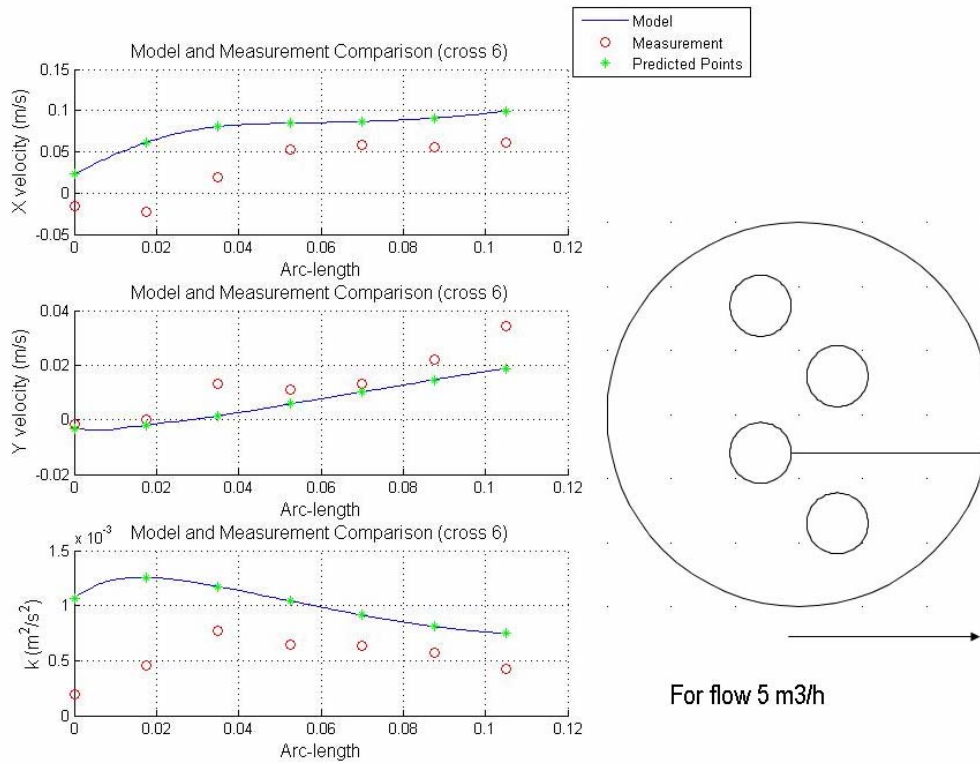 Model
Measurement
Predicted Points
Model and Measurement Comparison (cross 6)
X velocity (m/s)
0.15
0.1
0.05
0
-0.05
0 0.02 0.04 0.06 0.08 0.1 0.12
Arc-length
Model and Measurement Comparison (cross 6)
Y velocity (m/s)
0.04
0.02
0
-0.02
0 0.02 0.04 0.06 0.08 0.1 0.12
Arc-length
Model and Measurement Comparison (cross 6)
x 10⁻³
k (m²/s²)
1.5
1
0.5
0
0 0.02 0.04 0.06 0.08 0.1 0.12
Arc-length
For flow 5 m3/h